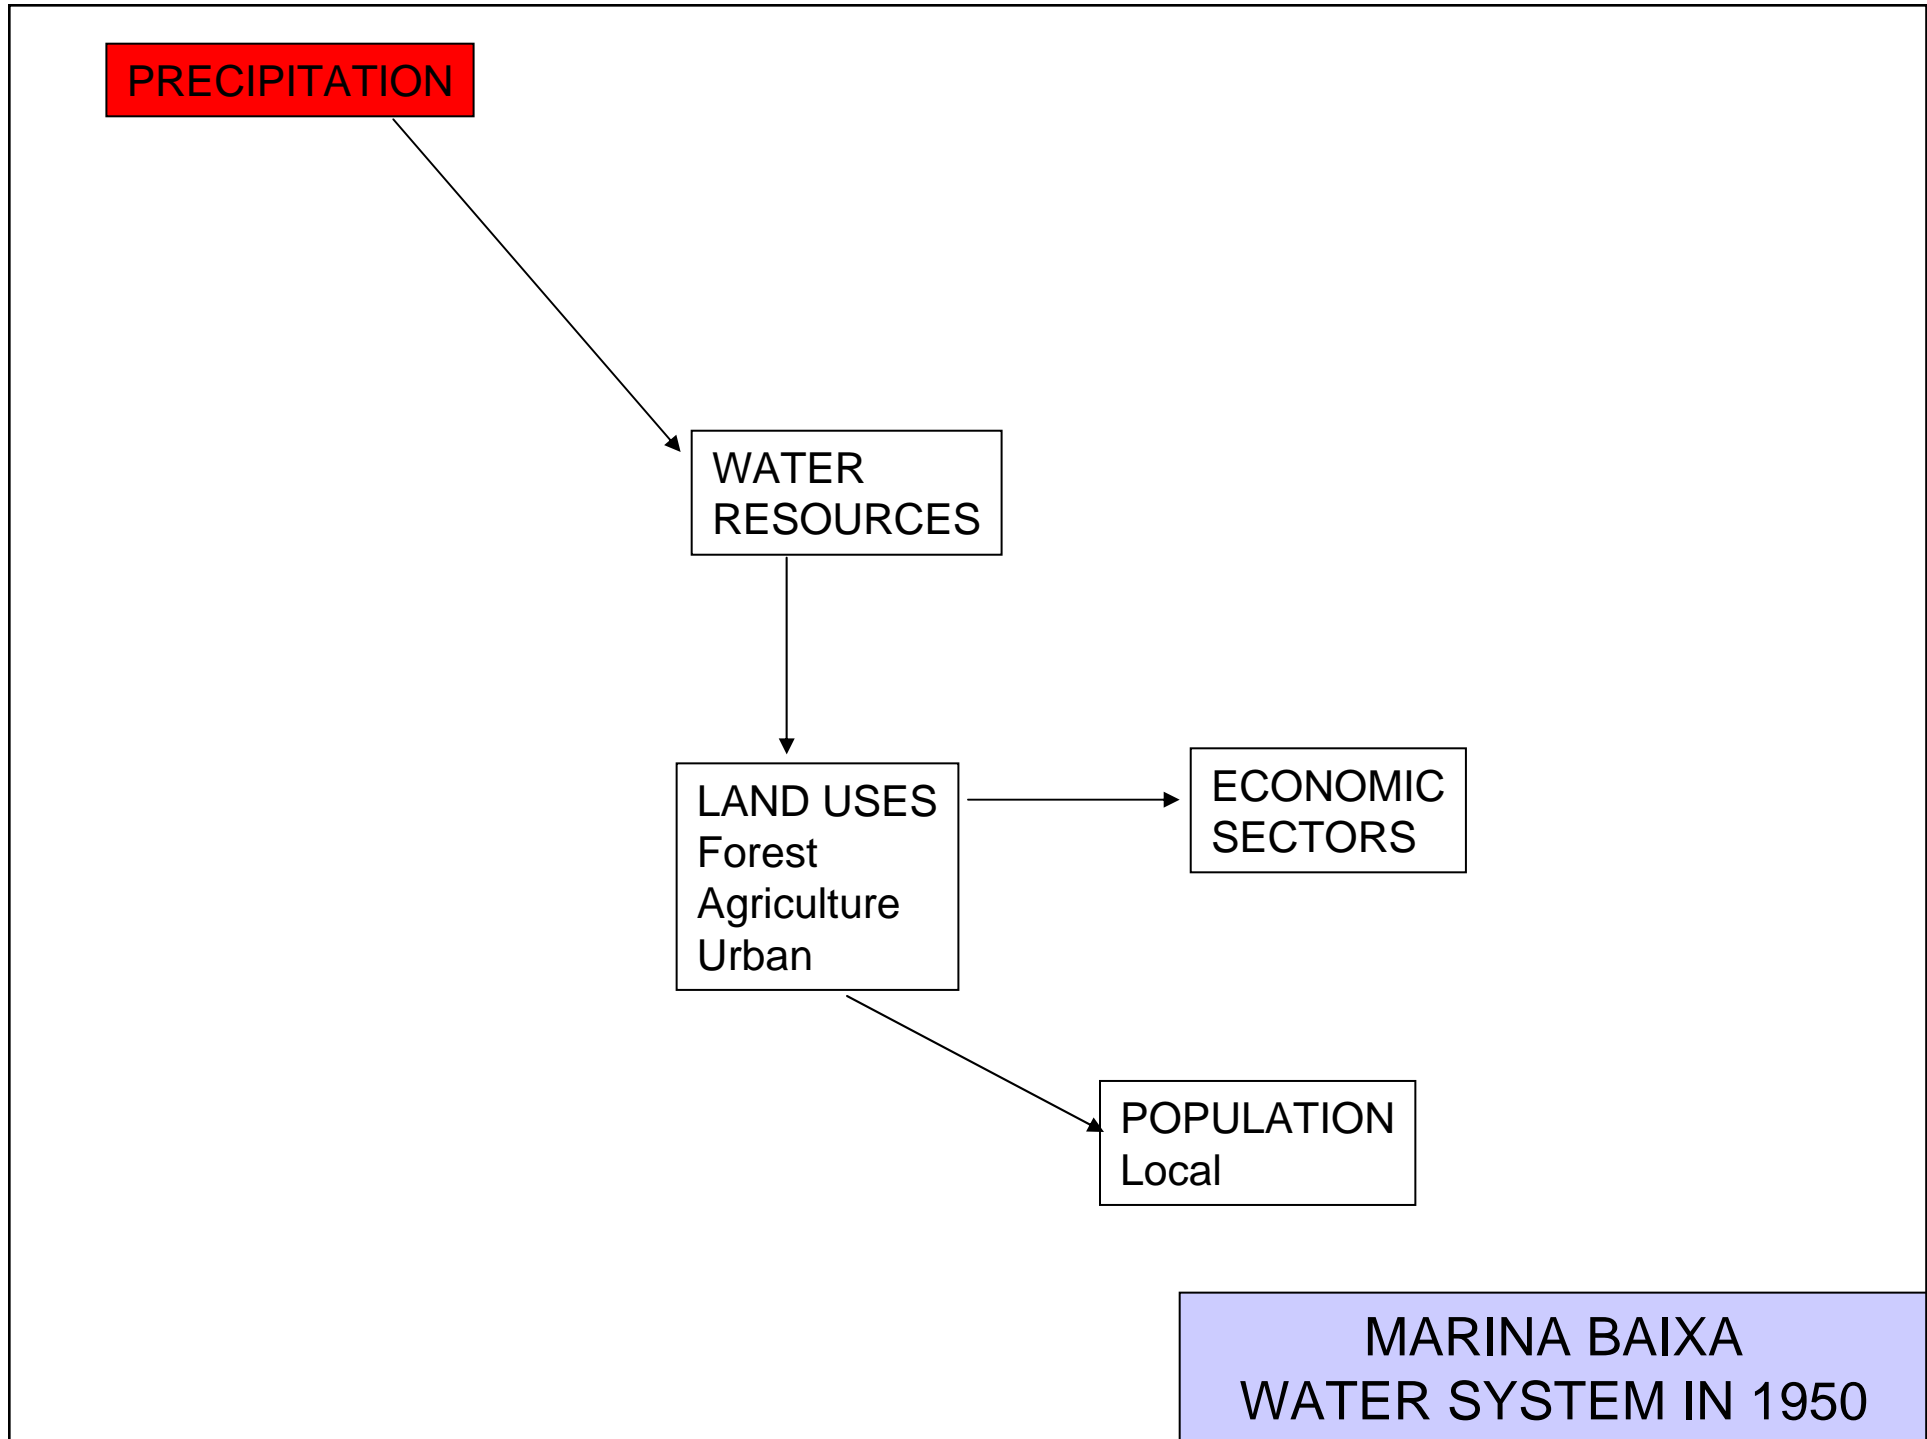 PRECIPITATION
WATER
RESOURCES
LAND USES
Forest
Agriculture
Urban
ECONOMIC
SECTORS
POPULATION
Local
MARINA BAIXA
WATER SYSTEM IN 1950